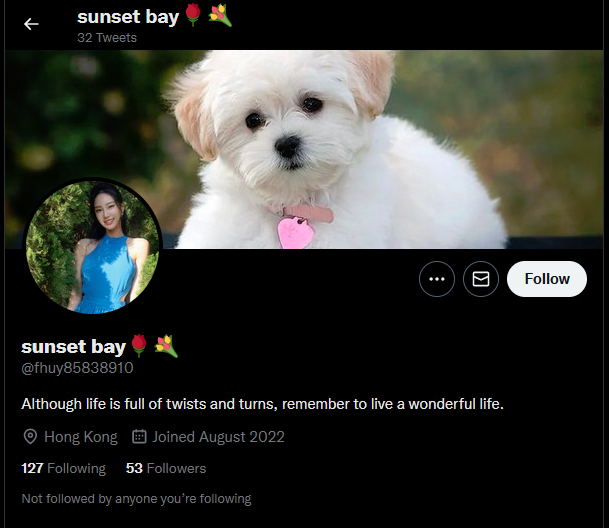 sunset bay🌹💐
32 Tweets
Follow
sunset bay🌹💐
@fhuy85838910
Although life is full of twists and turns, remember to live a wonderful life.
Hong Kong Joined August 2022
127 Following 53 Followers
Not followed by anyone you’re following